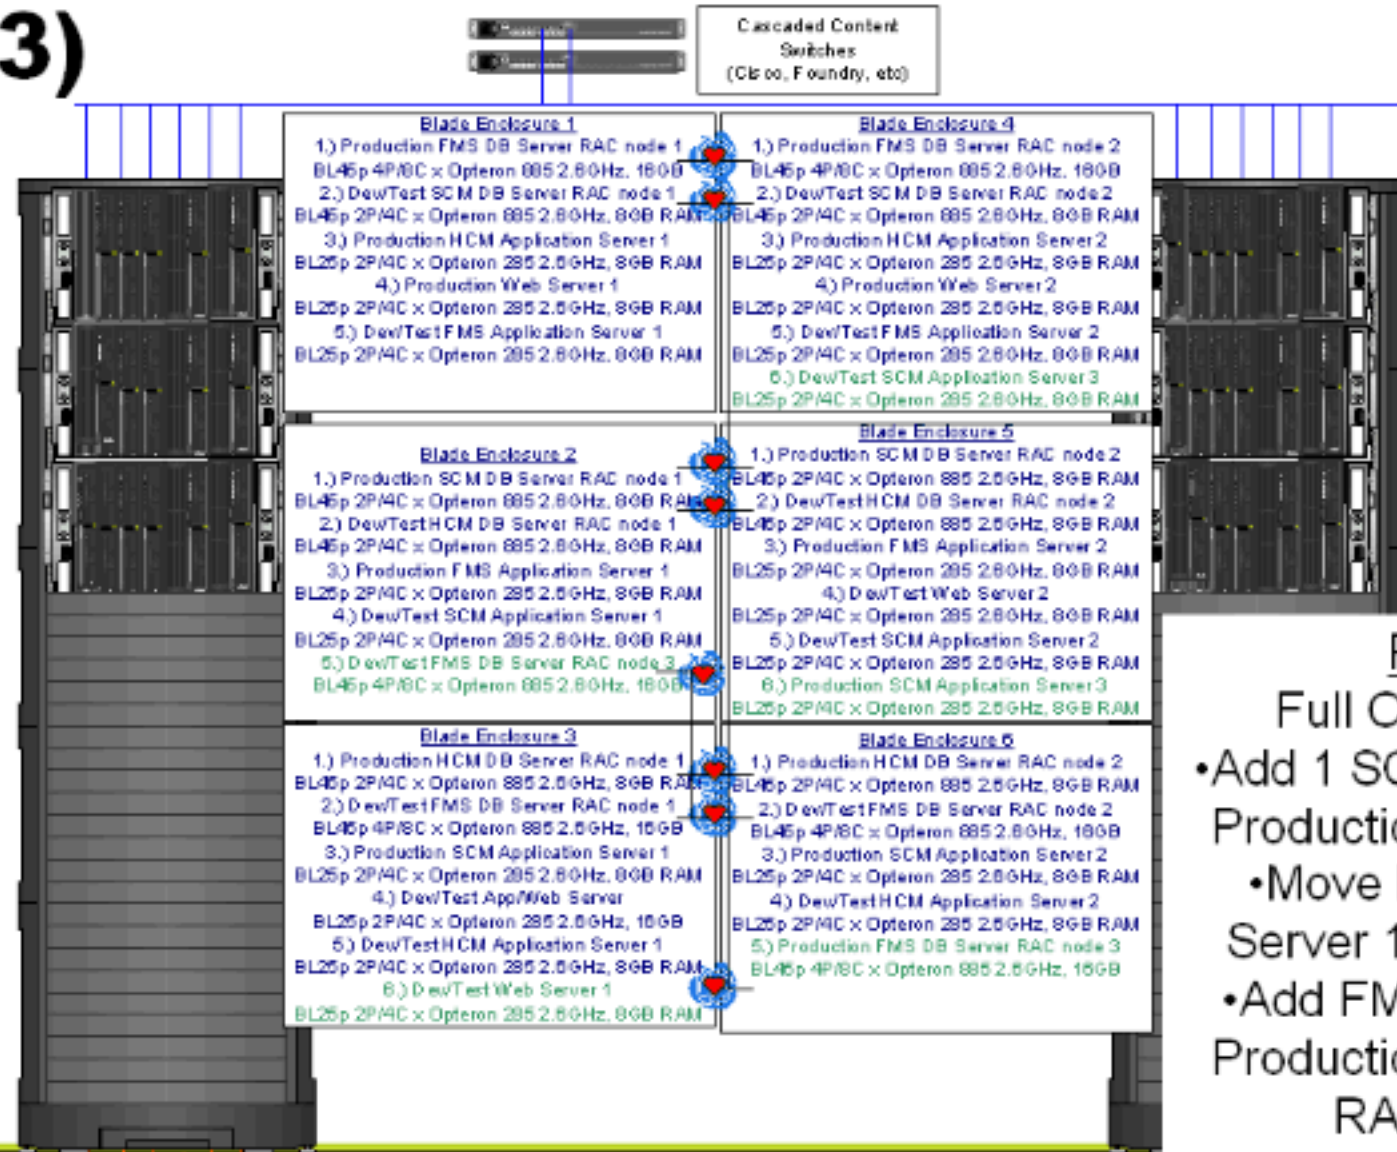 3)
Cascaded Content
Switches
(Cisco, Foundry, etc)
Blade Enclosure 1
1.) Production FMS DB Server RAC node 1
BL45p 4P/8C x Opteron 885 2.6GHz, 16GB
2.) Dev/Test SCM DB Server RAC node 1
BL45p 2P/4C x Opteron 885 2.6GHz, 8GB RAM
3.) Production HCM Application Server 1
BL25p 2P/4C x Opteron 285 2.6GHz, 8GB RAM
4.) Production Web Server 1
BL25p 2P/4C x Opteron 285 2.6GHz, 8GB RAM
5.) Dev/Test FMS Application Server 1
BL25p 2P/4C x Opteron 285 2.6GHz, 8GB RAM
Blade Enclosure 4
1.) Production FMS DB Server RAC node 2
BL45p 4P/8C x Opteron 885 2.6GHz, 16GB
2.) Dev/Test SCM DB Server RAC node 2
BL45p 2P/4C x Opteron 885 2.6GHz, 8GB RAM
3.) Production HCM Application Server 2
BL25p 2P/4C x Opteron 285 2.6GHz, 8GB RAM
4.) Production Web Server 2
BL25p 2P/4C x Opteron 285 2.6GHz, 8GB RAM
5.) Dev/Test FMS Application Server 2
BL25p 2P/4C x Opteron 285 2.6GHz, 8GB RAM
6.) Dev/Test SCM Application Server 3
BL25p 2P/4C x Opteron 285 2.6GHz, 8GB RAM
Blade Enclosure 2
1.) Production SCM DB Server RAC node 1
BL45p 2P/4C x Opteron 885 2.6GHz, 8GB RAM
2.) Dev/Test HCM DB Server RAC node 1
BL45p 2P/4C x Opteron 885 2.6GHz, 8GB RAM
3.) Production FMS Application Server 1
BL25p 2P/4C x Opteron 285 2.6GHz, 8GB RAM
4.) Dev/Test SCM Application Server 1
BL25p 2P/4C x Opteron 285 2.6GHz, 8GB RAM
5.) Dev/Test FMS DB Server RAC node 3
BL45p 4P/8C x Opteron 885 2.6GHz, 16GB
Blade Enclosure 5
1.) Production SCM DB Server RAC node 2
BL45p 2P/4C x Opteron 885 2.6GHz, 8GB RAM
2.) Dev/Test HCM DB Server RAC node 2
BL45p 2P/4C x Opteron 885 2.6GHz, 8GB RAM
3.) Production FMS Application Server 2
BL25p 2P/4C x Opteron 285 2.6GHz, 8GB RAM
4.) Dev/Test Web Server 2
BL25p 2P/4C x Opteron 285 2.6GHz, 8GB RAM
5.) Dev/Test SCM Application Server 2
BL25p 2P/4C x Opteron 285 2.6GHz, 8GB RAM
6.) Production SCM Application Server 3
BL25p 2P/4C x Opteron 285 2.6GHz, 8GB RAM
Blade Enclosure 3
1.) Production HCM DB Server RAC node 1
BL45p 2P/4C x Opteron 885 2.6GHz, 8GB RAM
2.) Dev/Test FMS DB Server RAC node 1
BL45p 4P/8C x Opteron 885 2.6GHz, 16GB
3.) Production SCM Application Server 1
BL25p 2P/4C x Opteron 285 2.6GHz, 8GB RAM
4.) Dev/Test App/Web Server
BL25p 2P/4C x Opteron 285 2.6GHz, 16GB
5.) Dev/Test HCM Application Server 1
BL25p 2P/4C x Opteron 285 2.6GHz, 8GB RAM
6.) Dev/Test Web Server 1
BL25p 2P/4C x Opteron 285 2.6GHz, 8GB RAM
Blade Enclosure 6
1.) Production HCM DB Server RAC node 2
BL45p 2P/4C x Opteron 885 2.6GHz, 8GB RAM
2.) Dev/Test FMS DB Server RAC node 2
BL45p 4P/8C x Opteron 885 2.6GHz, 16GB
3.) Production SCM Application Server 2
BL25p 2P/4C x Opteron 285 2.6GHz, 8GB RAM
4.) Dev/Test HCM Application Server 2
BL25p 2P/4C x Opteron 285 2.6GHz, 8GB RAM
5.) Production FMS DB Server RAC node 3
BL45p 4P/8C x Opteron 885 2.6GHz, 16GB
Full
•Add 1 SC
Productio
•Move
Server 1
•Add FM
Productio
RA